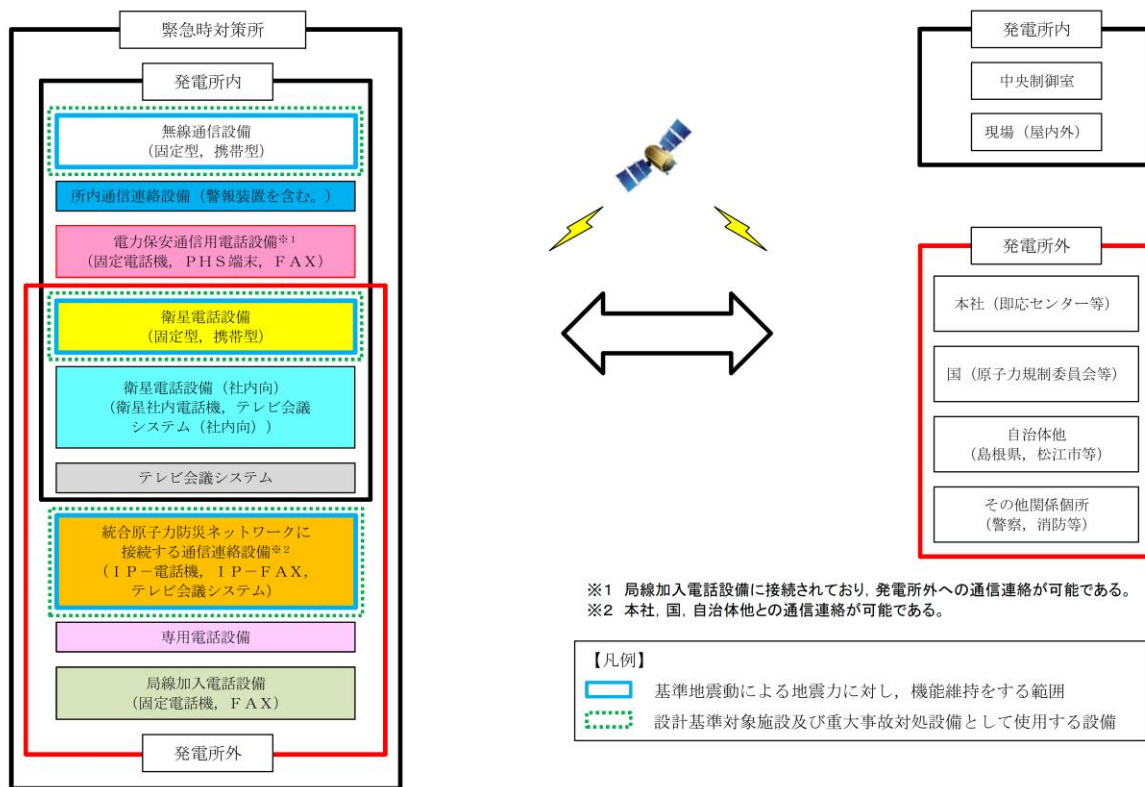 緊急時対策所
発電所内
無線通信設備
(固定型，携帯型)
所内通信連絡設備（警報装置を含む。）
電力保安通信用電話設備※1
(固定電話機，ＰＨＳ端末，ＦＡＸ)
衛星電話設備
(固定型，携帯型)
衛星電話設備（社内向）
(衛星社内電話機，テレビ会議
システム（社内向）)
テレビ会議システム
統合原子力防災ネットワークに
接続する通信連絡設備※2
(ＩＰ－電話機，ＩＰ－ＦＡＸ，
テレビ会議システム)
専用電話設備
局線加入電話設備
(固定電話機，ＦＡＸ)
発電所外
発電所内
中央制御室
現場（屋内外）
発電所外
本社（即応センター等）
国（原子力規制委員会等）
自治体他
(島根県，松江市等)
その他関係個所
(警察，消防等)
※1 局線加入電話設備に接続されており，発電所外への通信連絡が可能である。
※2 本社，国，自治体他との通信連絡が可能である。
【凡例】
基準地震動による地震力に対し，機能維持をする範囲
設計基準対象施設及び重大事故対処設備として使用する設備